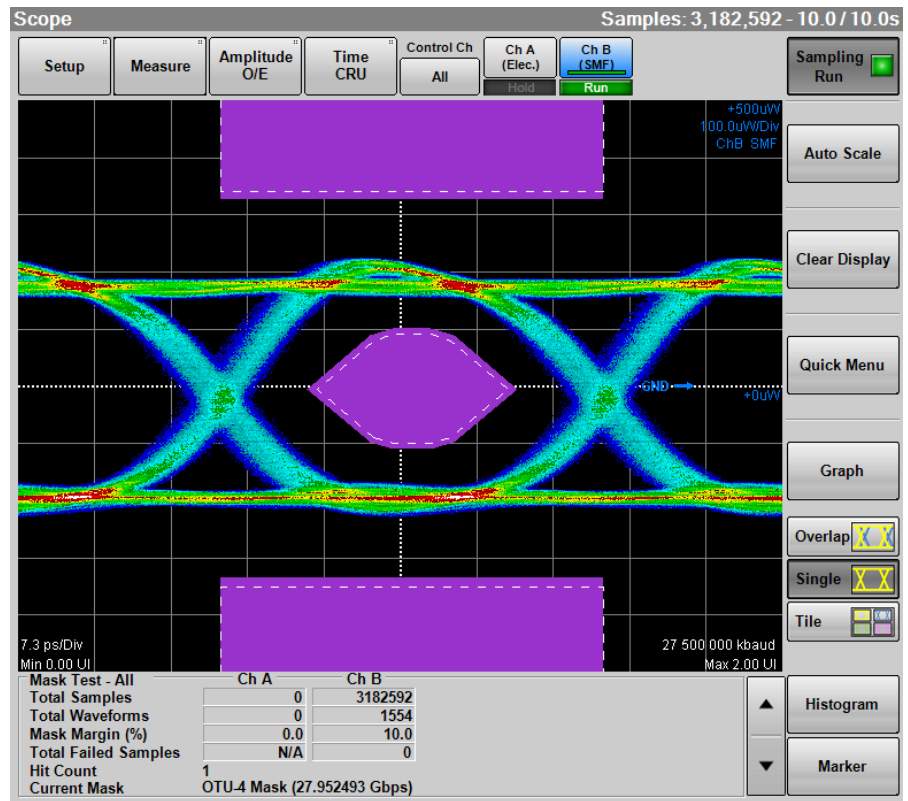 Scope Samples: 3,182,592 - 10.0 / 10.0s
Setup
Measure
Amplitude
O/E
Time
CRU
Control Ch
All
Ch A
(Elec.)
Hold
Ch B
(SMF)
Run
Sampling
Run
+500uW
100.0uW/Div
ChB SMF
Auto Scale
Clear Display
Quick Menu
GND
+0uW
Graph
Overlap
Single
Tile
7.3 ps/Div
Min 0.00 UI
27 500 000 kbaud
Max 2.00 UI
Mask Test - All Ch A Ch B
Total Samples 0 3182592
Total Waveforms 0 1554
Mask Margin (%) 0.0 10.0
Total Failed Samples N/A 0
Hit Count 1
Current Mask OTU-4 Mask (27.952493 Gbps)
Histogram
Marker